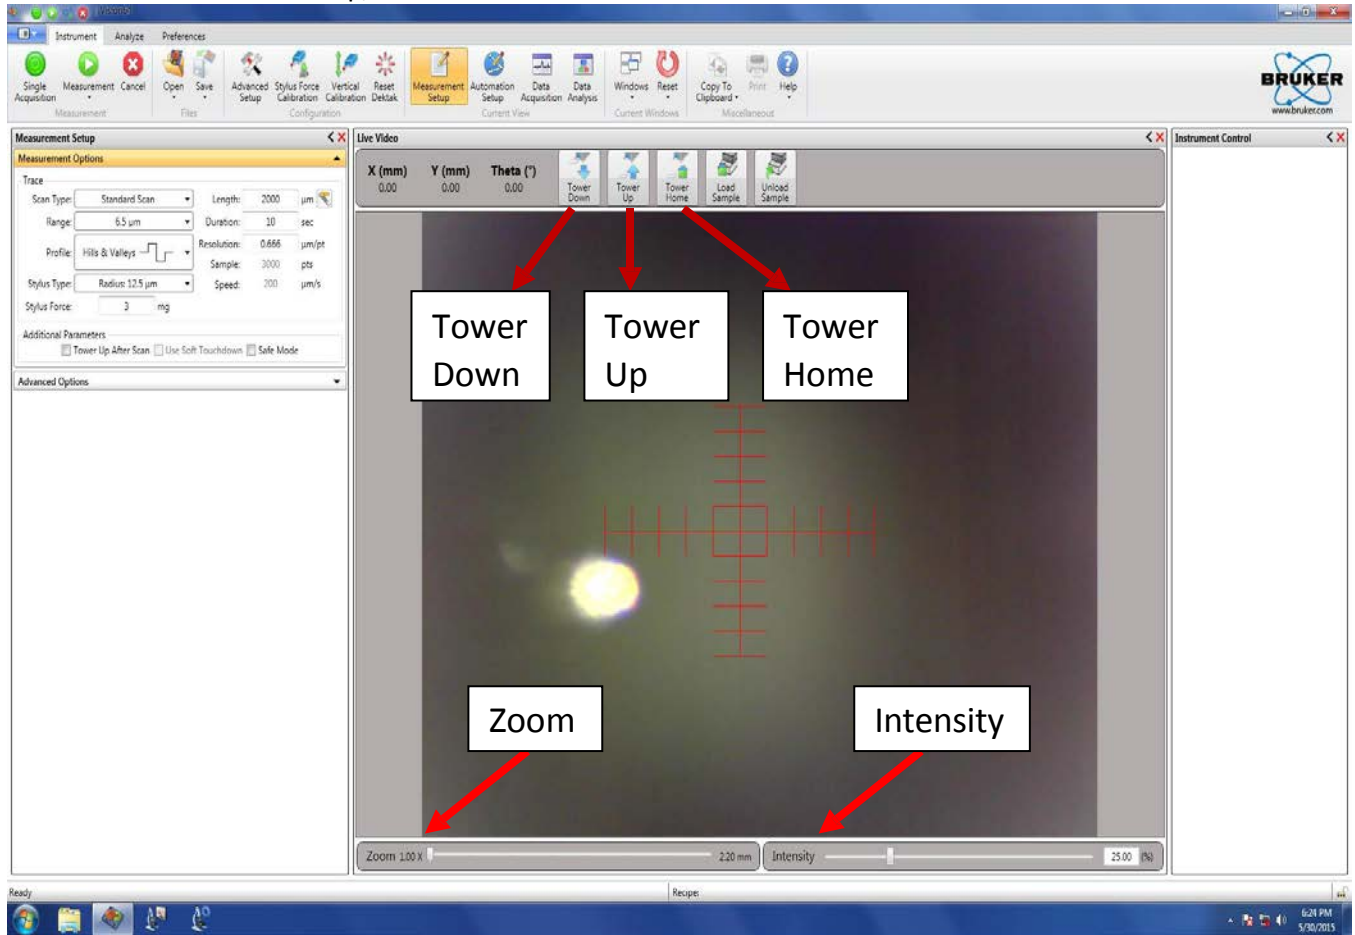 Vision64
Instrument Analyze Preferences
Single Acquisition Measurement Cancel Open Save Advanced Setup Stylus Force Calibration Vertical Calibration Reset Dektak Measurement Setup Automation Setup Data Acquisition Data Analysis Windows Reset Copy To Clipboard Print Help
Measurement Files Configuration Current View Current Windows Miscellaneous
BRUKER
www.bruker.com
Measurement Setup
Measurement Options
Trace
Scan Type: Standard Scan Length: 2000 µm
Range: 6.5 µm Duration: 10 sec
Profile: Hills & Valleys Resolution: 0.666 µm/pt
Sample: 3000 pts
Stylus Type: Radius: 12.5 µm Speed: 200 µm/s
Stylus Force: 3 mg
Additional Parameters
Tower Up After Scan Use Soft Touchdown Safe Mode
Advanced Options
Live Video
X (mm) Y (mm) Theta (°)
0.00 0.00 0.00
Tower Down Tower Up Tower Home Load Sample Unload Sample
Tower
Down
Tower
Up
Tower
Home
Zoom
Intensity
Zoom 1.00 X 2.20 mm Intensity 25.00 (%)
Instrument Control
Ready Recipe:
6:24 PM
5/30/2015